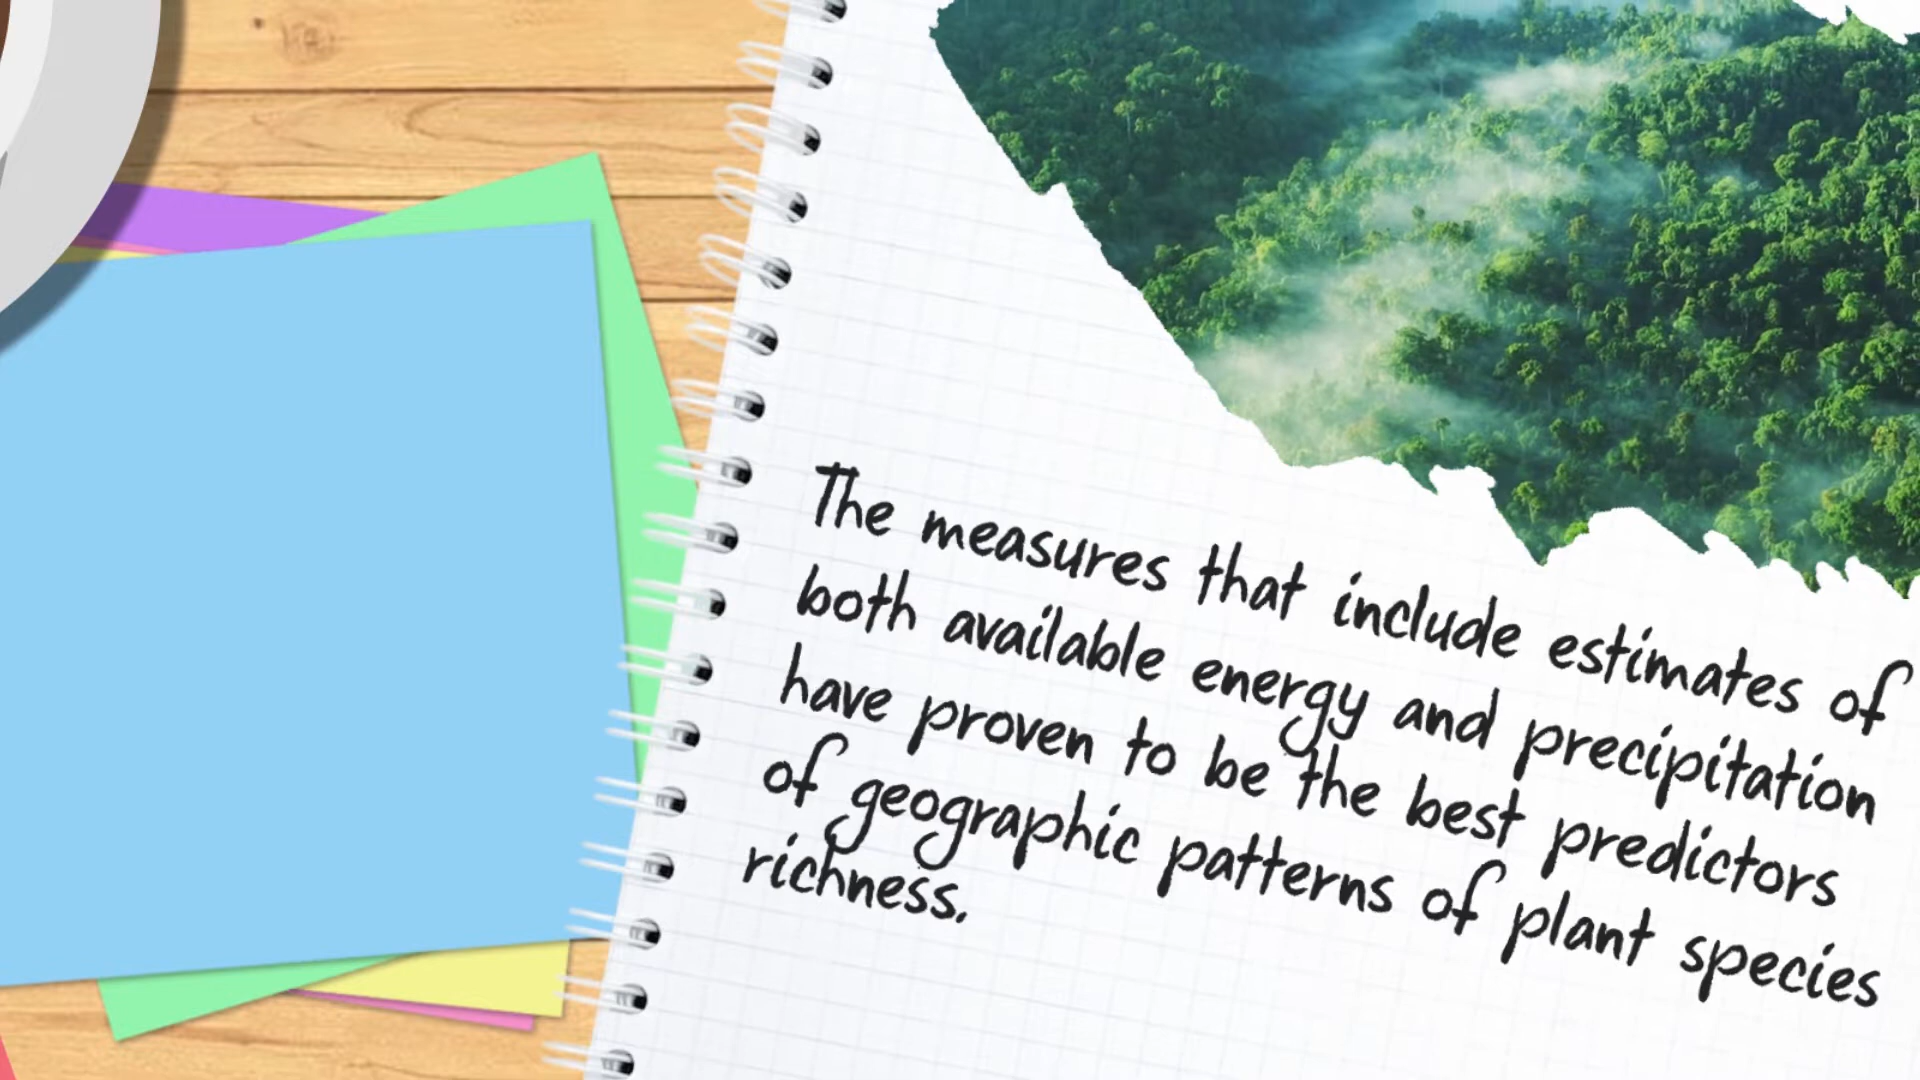 The measures that include estimates of
both available energy and precipitation
have proven to be the best predictors
of geographic patterns of plant species
richness.